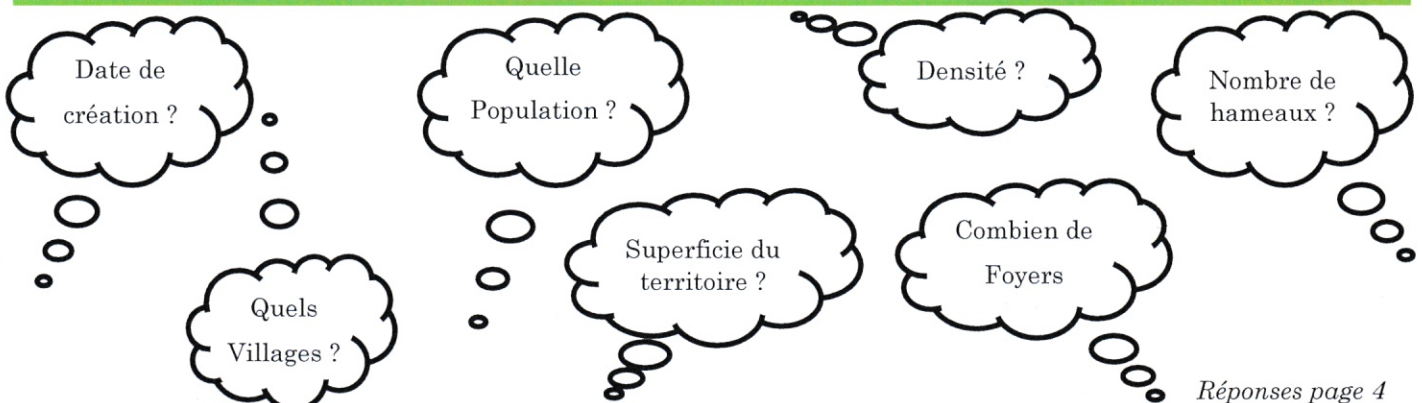 Date de
création ?
Quelle
Population ?
Densité ?
Nombre de
hameaux ?
Quels
Villages ?
Superficie du
territoire ?
Combien de
Foyers
Réponses page 4